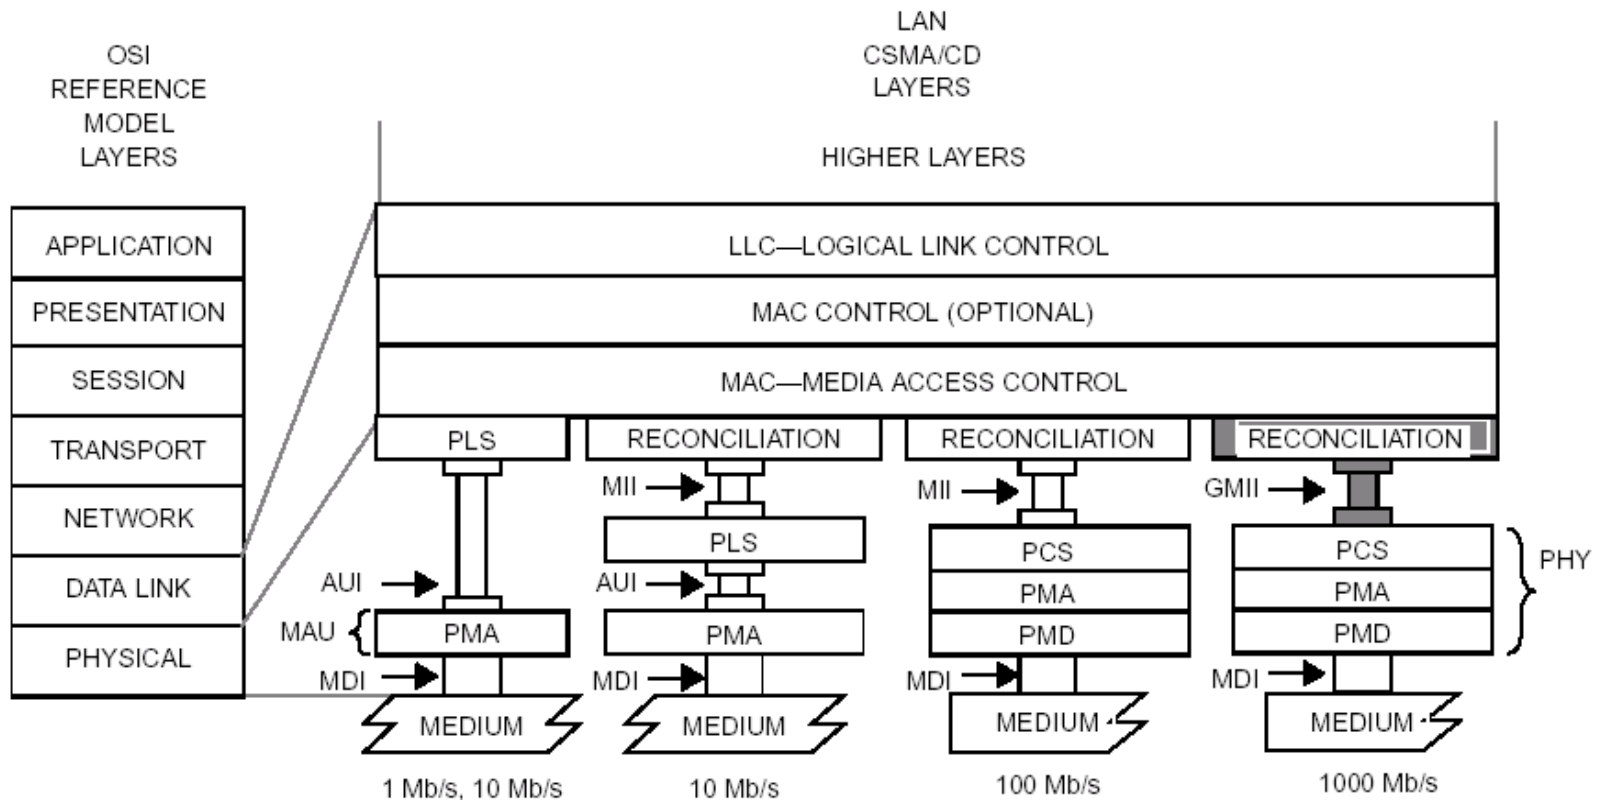 OSI
REFERENCE
MODEL
LAYERS
LAN
CSMA/CD
LAYERS
HIGHER LAYERS
APPLICATION
PRESENTATION
SESSION
TRANSPORT
NETWORK
DATA LINK
PHYSICAL
LLC—LOGICAL LINK CONTROL
MAC CONTROL (OPTIONAL)
MAC—MEDIA ACCESS CONTROL
PLS
AUI
MAU
PMA
MDI
MEDIUM
1 Mb/s, 10 Mb/s
RECONCILIATION
MII
PLS
AUI
PMA
MDI
MEDIUM
10 Mb/s
RECONCILIATION
MII
PCS
PMA
PMD
MDI
MEDIUM
100 Mb/s
RECONCILIATION
GMII
PCS
PMA
PMD
PHY
MDI
MEDIUM
1000 Mb/s